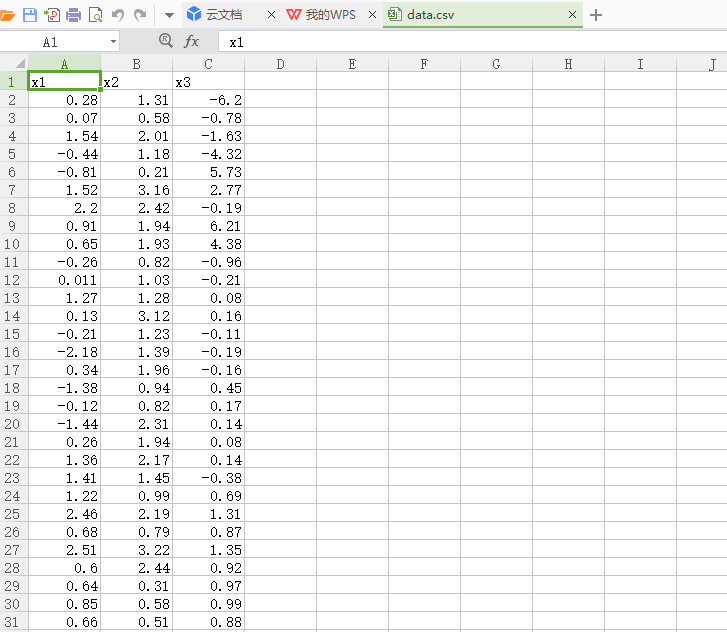 云文档 我的WPS data.csv
A1 fx x1
A B C D E F G H I J
1 x1 x2 x3
2 0.28 1.31 -6.2
3 0.07 0.58 -0.78
4 1.54 2.01 -1.63
5 -0.44 1.18 -4.32
6 -0.81 0.21 5.73
7 1.52 3.16 2.77
8 2.2 2.42 -0.19
9 0.91 1.94 6.21
10 0.65 1.93 4.38
11 -0.26 0.82 -0.96
12 0.011 1.03 -0.21
13 1.27 1.28 0.08
14 0.13 3.12 0.16
15 -0.21 1.23 -0.11
16 -2.18 1.39 -0.19
17 0.34 1.96 -0.16
18 -1.38 0.94 0.45
19 -0.12 0.82 0.17
20 -1.44 2.31 0.14
21 0.26 1.94 0.08
22 1.36 2.17 0.14
23 1.41 1.45 -0.38
24 1.22 0.99 0.69
25 2.46 2.19 1.31
26 0.68 0.79 0.87
27 2.51 3.22 1.35
28 0.6 2.44 0.92
29 0.64 0.31 0.97
30 0.85 0.58 0.99
31 0.66 0.51 0.88